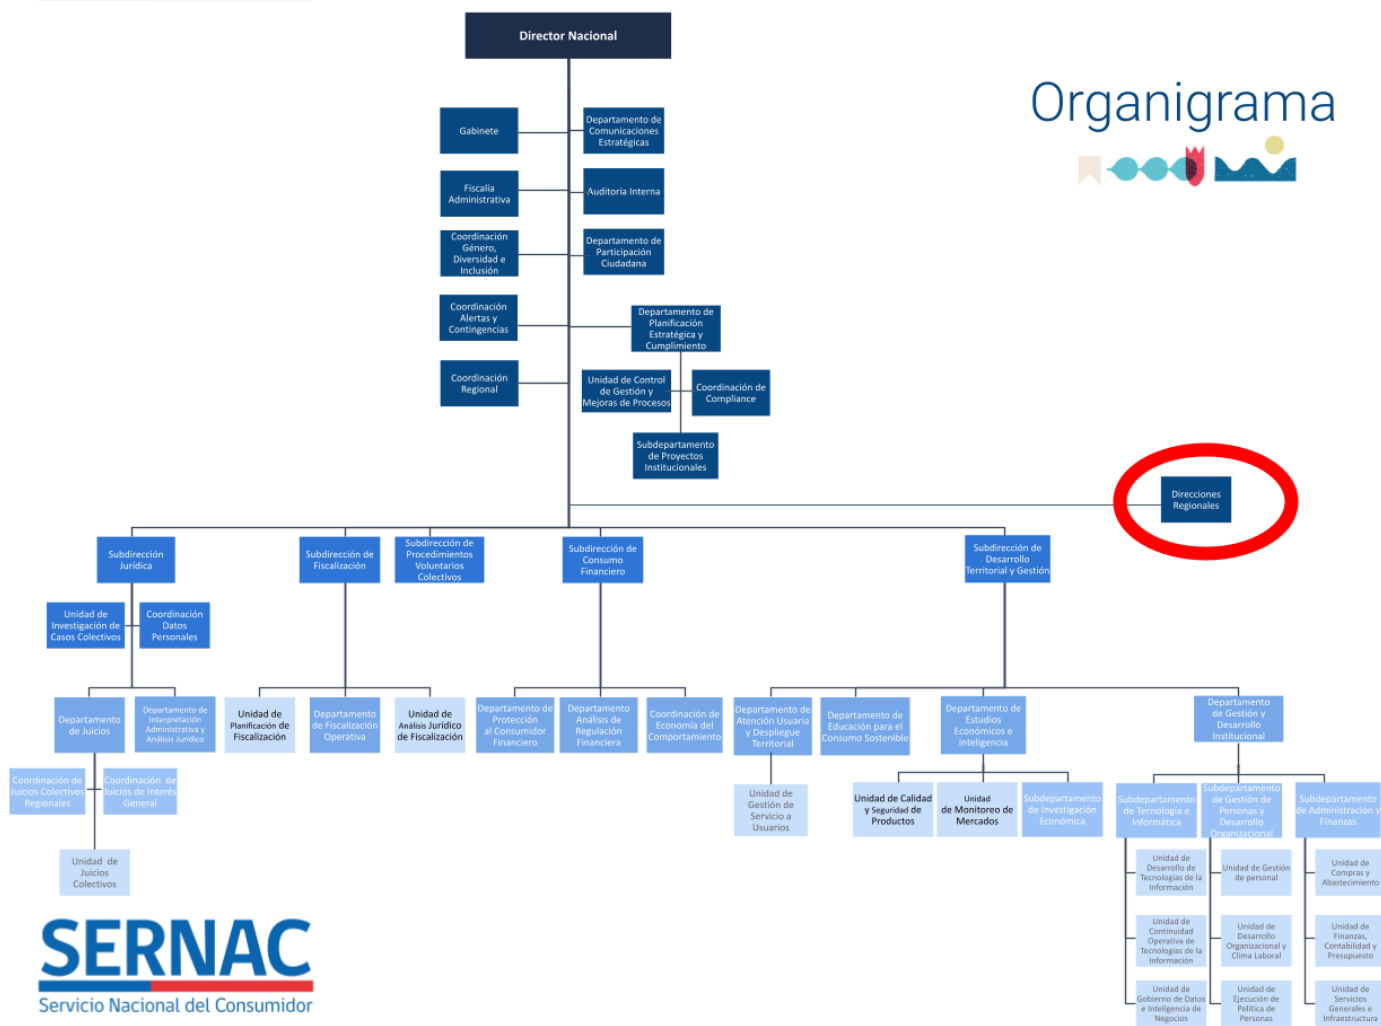 Director Nacional
Organigrama
Gabinete
Departamento de
Comunicaciones
Estratégicas
Fiscalía
Administrativa
Auditoría Interna
Coordinación
Género,
Diversidad e
Inclusión
Departamento de
Participación
Ciudadana
Coordinación
Alertas y
Contingencias
Departamento de
Planificación
Estratégica y
Cumplimiento
Coordinación
Regional
Unidad de Control
de Gestión y
Mejoras de Procesos
Coordinación de
Compliance
Subdepartamento
de Proyectos
Institucionales
Direcciones
Regionales
Subdirección
Jurídica
Subdirección de
Fiscalización
Subdirección de
Procedimientos
Voluntarios
Colectivos
Subdirección de
Consumo
Financiero
Subdirección de
Desarrollo
Territorial y Gestión
Unidad de
Investigación de
Casos Colectivos
Coordinación
Datos
Personales
Departamento
de Juicios
Departamento de
Interpretación
Administrativa y
Análisis Jurídico
Unidad de
Planificación de
Fiscalización
Departamento
de Fiscalización
Operativa
Unidad de
Análisis Jurídico
de Fiscalización
Departamento de
Protección
al Consumidor
Financiero
Departamento
Análisis de
Regulación
Financiera
Coordinación de
Economía del
Comportamiento
Departamento de
Atención Usuaria
y Despliegue
Territorial
Departamento de
Educación para el
Consumo Sostenible
Departamento de
Estudios
Económicos e
Inteligencia
Departamento
de Gestión y
Desarrollo
Institucional
Coordinación de
Juicios Colectivos
Regionales
Coordinación de
Juicios de Interés
General
Unidad de
Juicios
Colectivos
Unidad de
Gestión de
Servicio a
Usuarios
Unidad de Calidad
y Seguridad de
Productos
Unidad
de Monitoreo de
Mercados
Subdepartamento
de Investigación
Económica
Subdepartamento
de Tecnología e
Informática
Subdepartamento
de Gestión de
Personas y
Desarrollo
Organizacional
Subdepartamento
de Administración y
Finanzas
Unidad de
Desarrollo de
Tecnologías de la
Información
Unidad de Gestión
de personal
Unidad de
Compras y
Abastecimiento
Unidad de
Continuidad
Operativa de
Tecnologías de la
Información
Unidad de
Desarrollo
Organizacional y
Clima Laboral
Unidad de
Finanzas,
Contabilidad y
Presupuesto
Unidad de
Gobierno de Datos
e Inteligencia de
Negocios
Unidad de
Ejecución de
Política de
Personas
Unidad de
Servicios
Generales e
Infraestructura
SERNAC
Servicio Nacional del Consumidor